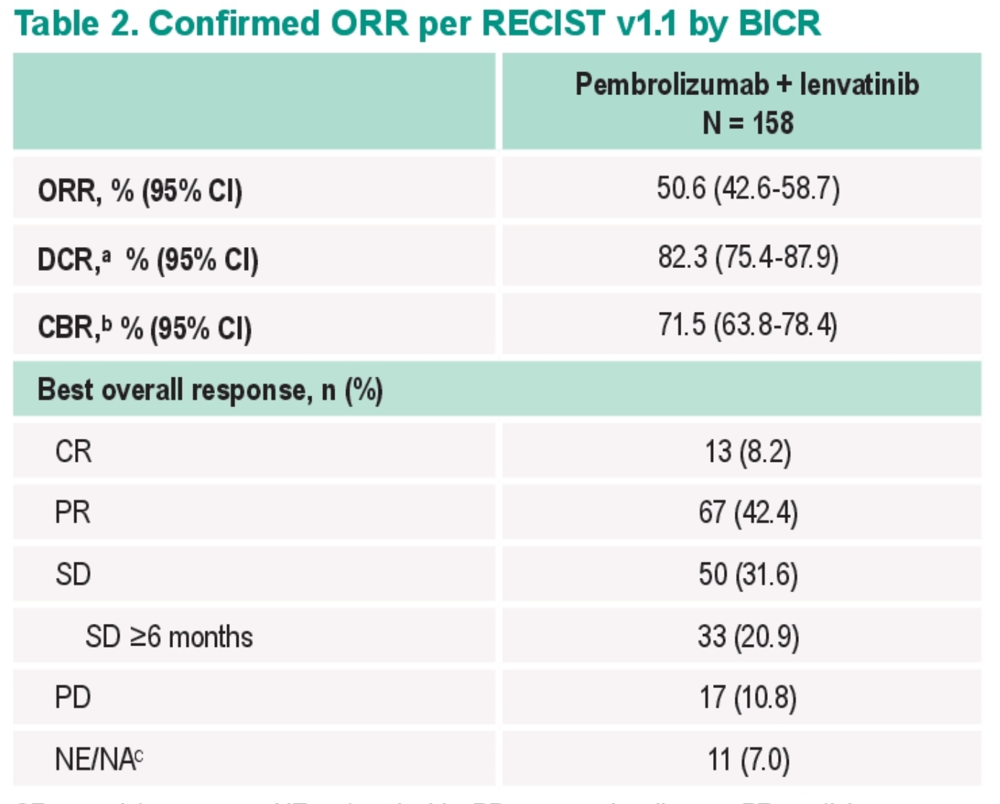 Table 2. Confirmed ORR per RECIST v1.1 by BICR
Pembrolizumab + lenvatinib
N = 158
ORR, % (95% CI) 50.6 (42.6-58.7)
DCR,ᵃ % (95% CI) 82.3 (75.4-87.9)
CBR,ᵇ % (95% CI) 71.5 (63.8-78.4)
Best overall response, n (%)
CR 13 (8.2)
PR 67 (42.4)
SD 50 (31.6)
SD ≥6 months 33 (20.9)
PD 17 (10.8)
NE/NAᶜ 11 (7.0)